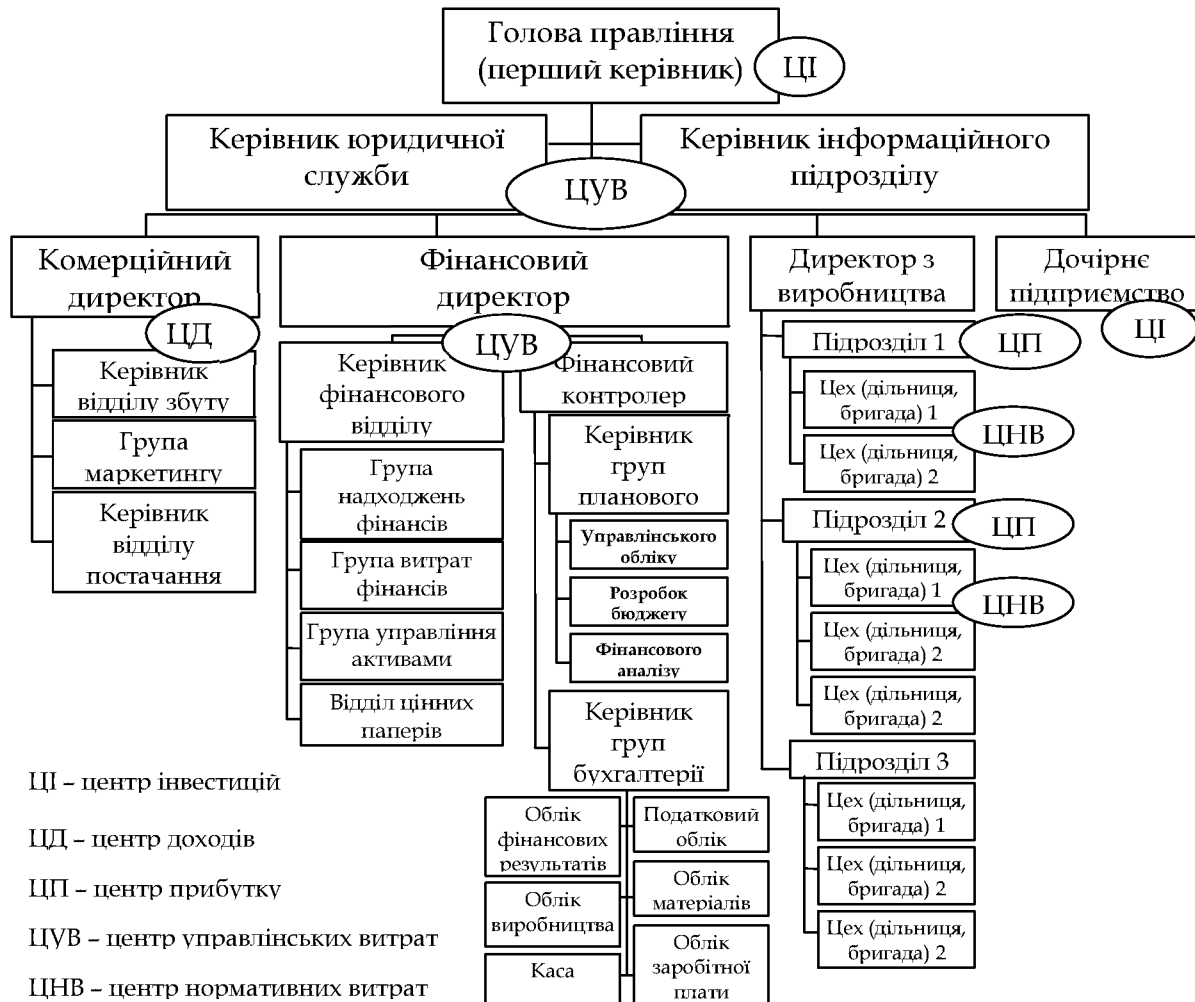 Голова правління
(перший керівник)
ЦІ
Керівник юридичної
служби
Керівник інформаційного
підрозділу
ЦУВ
Комерційний
директор
ЦД
Керівник
відділу збуту
Група
маркетингу
Керівник
відділу
постачання
Фінансовий
директор
ЦУВ
Керівник
фінансового
відділу
Група
надходжень
фінансів
Група витрат
фінансів
Група управління
активами
Відділ цінних
паперів
Фінансовий
контролер
Керівник
груп
планового
Управлінського
обліку
Розробок
бюджету
Фінансового
аналізу
Керівник
груп
бухгалтерії
Облік
фінансових
результатів
Податковий
облік
Облік
виробництва
Облік
матеріалів
Каса
Облік
заробітної
плати
Директор з
виробництва
Підрозділ 1
ЦП
Цех (дільниця,
бригада) 1
ЦНВ
Цех (дільниця,
бригада) 2
Підрозділ 2
ЦП
Цех (дільниця,
бригада) 1
ЦНВ
Цех (дільниця,
бригада) 2
Цех (дільниця,
бригада) 2
Підрозділ 3
Цех (дільниця,
бригада) 1
Цех (дільниця,
бригада) 2
Цех (дільниця,
бригада) 2
Дочірнє
підприємство
ЦІ
ЦІ – центр інвестицій
ЦД – центр доходів
ЦП – центр прибутку
ЦУВ – центр управлінських витрат
ЦНВ – центр нормативних витрат